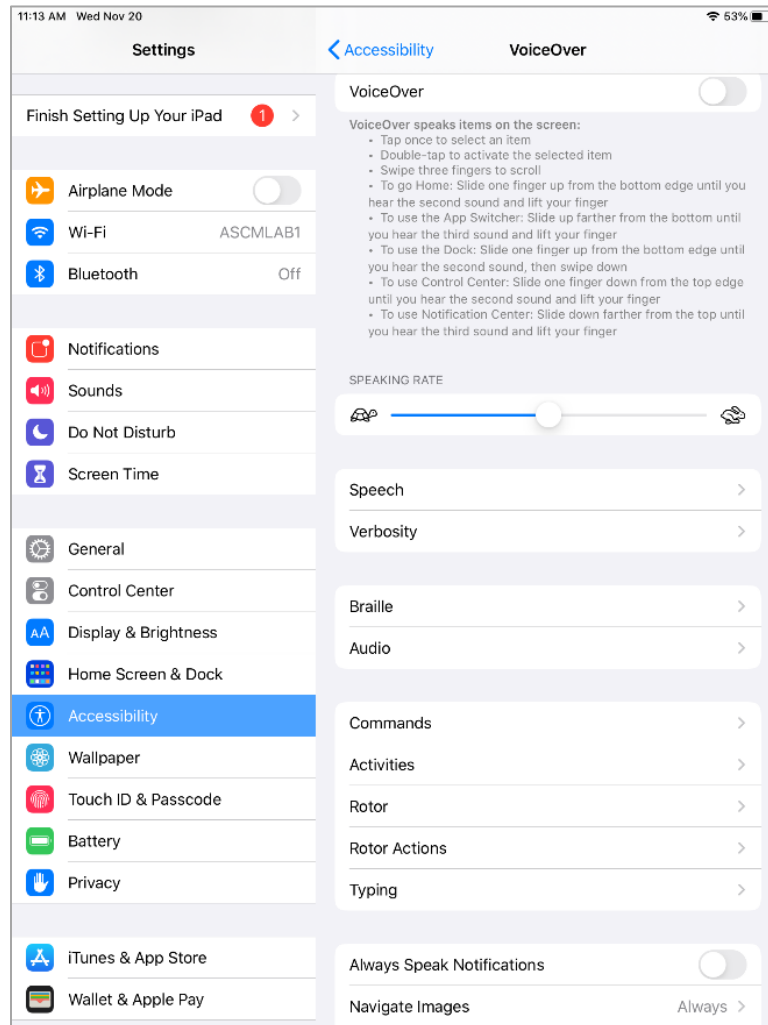 11:13 AM Wed Nov 20
53%
Settings
Finish Setting Up Your iPad 1
Airplane Mode
Wi-Fi ASCMLAB1
Bluetooth Off
Notifications
Sounds
Do Not Disturb
Screen Time
General
Control Center
AA Display & Brightness
Home Screen & Dock
Accessibility
Wallpaper
Touch ID & Passcode
Battery
Privacy
iTunes & App Store
Wallet & Apple Pay
Accessibility VoiceOver
VoiceOver
VoiceOver speaks items on the screen:
• Tap once to select an item
• Double-tap to activate the selected item
• Swipe three fingers to scroll
• To go Home: Slide one finger up from the bottom edge until you
hear the second sound and lift your finger
• To use the App Switcher: Slide up farther from the bottom until
you hear the third sound and lift your finger
• To use the Dock: Slide one finger up from the bottom edge until
you hear the second sound, then swipe down
• To use Control Center: Slide one finger down from the top edge
until you hear the second sound and lift your finger
• To use Notification Center: Slide down farther from the top until
you hear the third sound and lift your finger
SPEAKING RATE
Speech
Verbosity
Braille
Audio
Commands
Activities
Rotor
Rotor Actions
Typing
Always Speak Notifications
Navigate Images Always